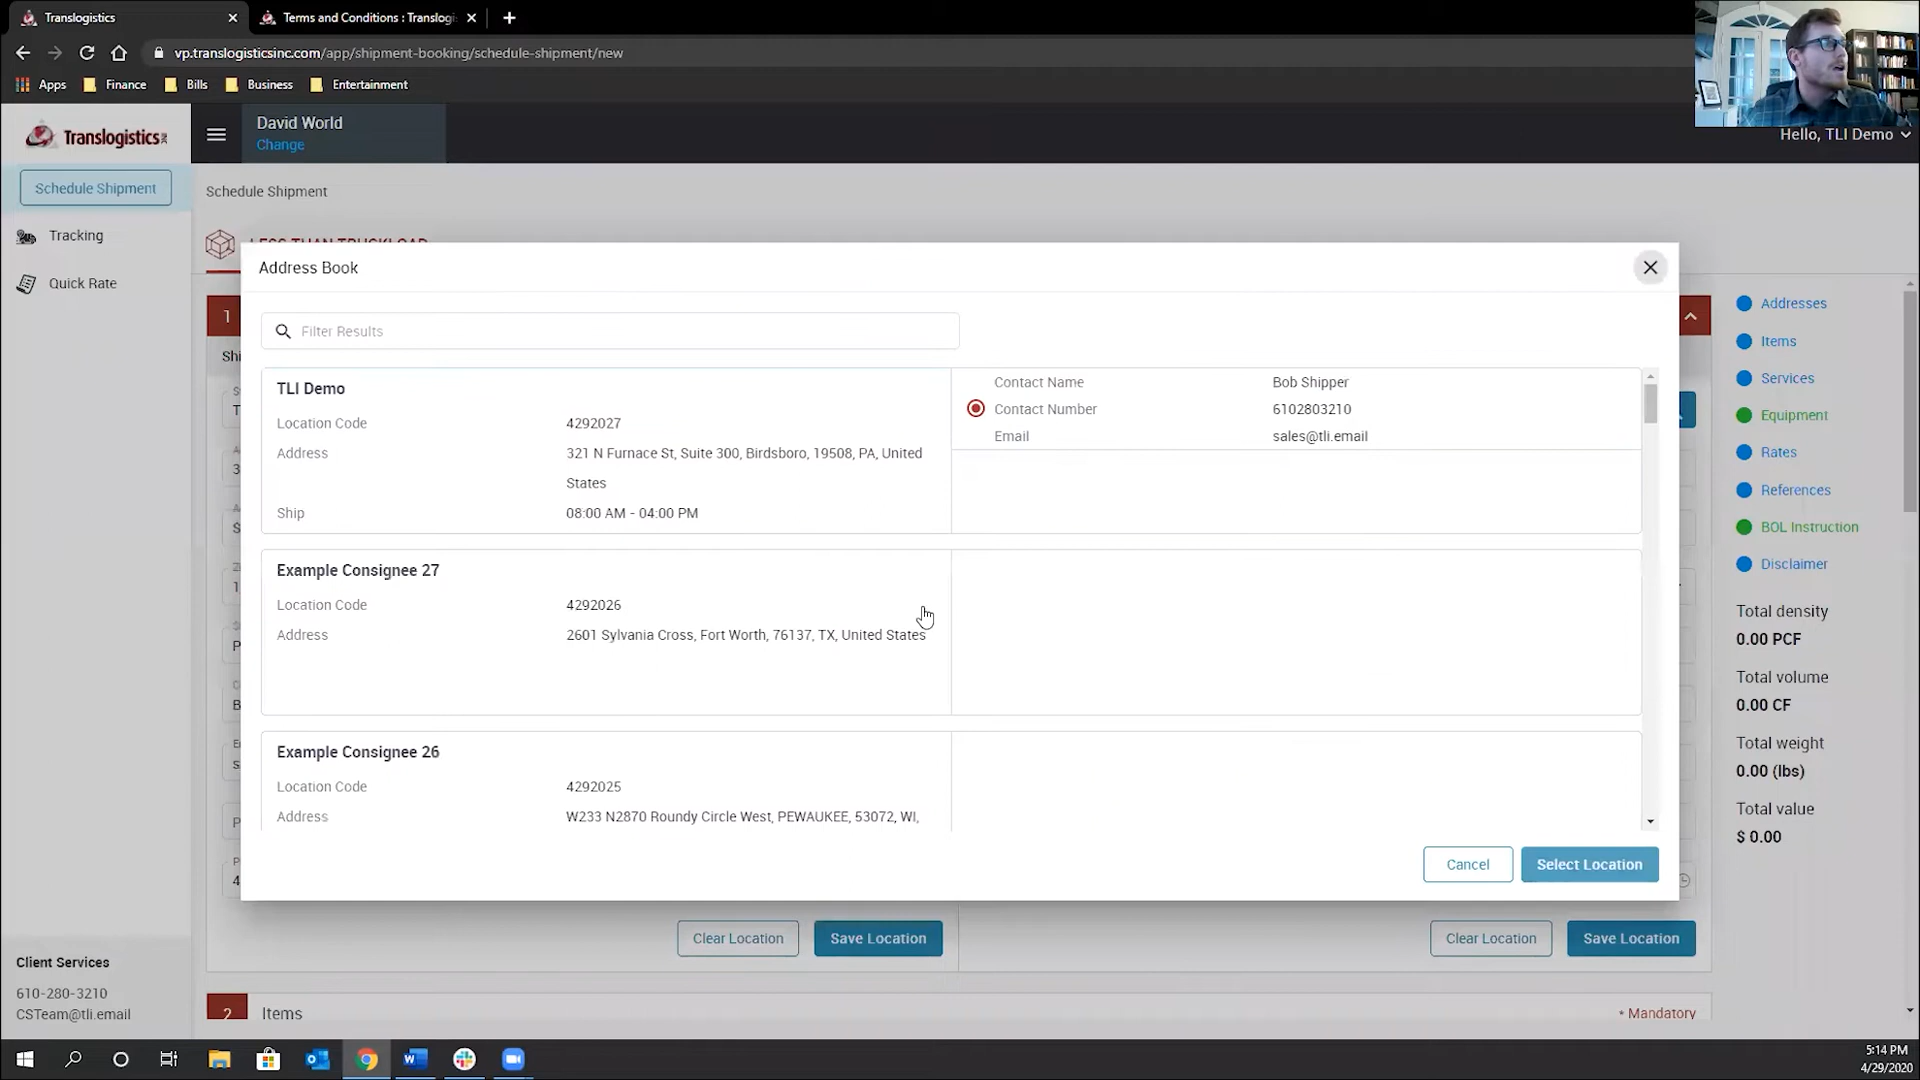 Translogistics
Terms and Conditions : Translogi
vp.translogisticsinc.com/app/shipment-booking/schedule-shipment/new
Apps
Finance
Bills
Business
Entertainment
Translogistics
David World
Change
Hello, TLI Demo
Schedule Shipment
Schedule Shipment
Tracking
LESS THAN TRUCKLOAD
Quick Rate
Address Book
1
Filter Results
Shi
TLI Demo
Location Code
4292027
Address
321 N Furnace St, Suite 300, Birdsboro, 19508, PA, United
States
Ship
08:00 AM - 04:00 PM
Contact Name
Bob Shipper
Contact Number
6102803210
Email
sales@tli.email
Example Consignee 27
Location Code
4292026
Address
2601 Sylvania Cross, Fort Worth, 76137, TX, United States
Example Consignee 26
Location Code
4292025
Address
W233 N2870 Roundy Circle West, PEWAUKEE, 53072, WI,
Cancel
Select Location
Addresses
Items
Services
Equipment
Rates
References
BOL Instruction
Disclaimer
Total density
0.00 PCF
Total volume
0.00 CF
Total weight
0.00 (lbs)
Total value
$ 0.00
Clear Location
Save Location
Clear Location
Save Location
Client Services
610-280-3210
CSTeam@tli.email
2
Items
* Mandatory
5:14 PM
4/29/2020